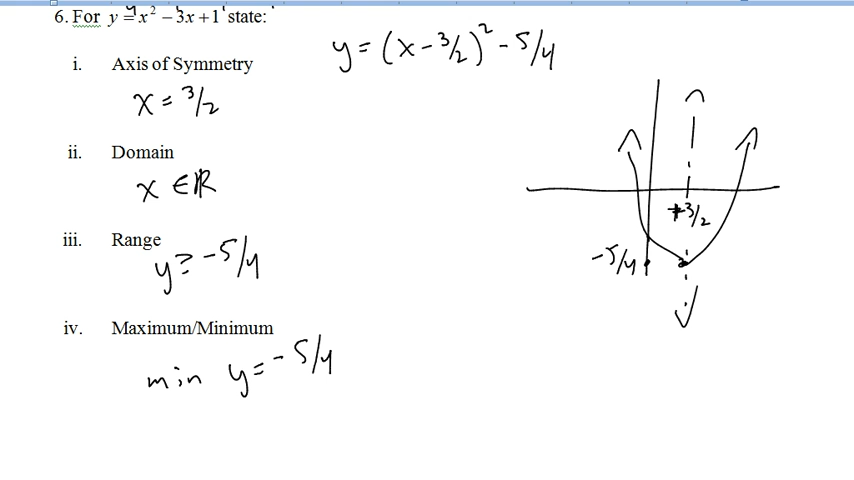 6. For y = x² − 3x + 1 state:
y = (x − 3/2)² − 5/4
i. Axis of Symmetry
x = 3/2
ii. Domain
x ∈ ℝ
iii. Range
y ≥ −5/4
iv. Maximum/Minimum
min y = −5/4
+3/2
−5/4